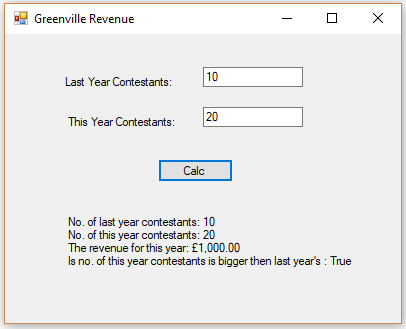 Greenville Revenue
Last Year Contestants: 10
This Year Contestants: 20
Calc
No. of last year contestants: 10
No. of this year contestants: 20
The revenue for this year: £1,000.00
Is no. of this year contestants is bigger then last year's : True